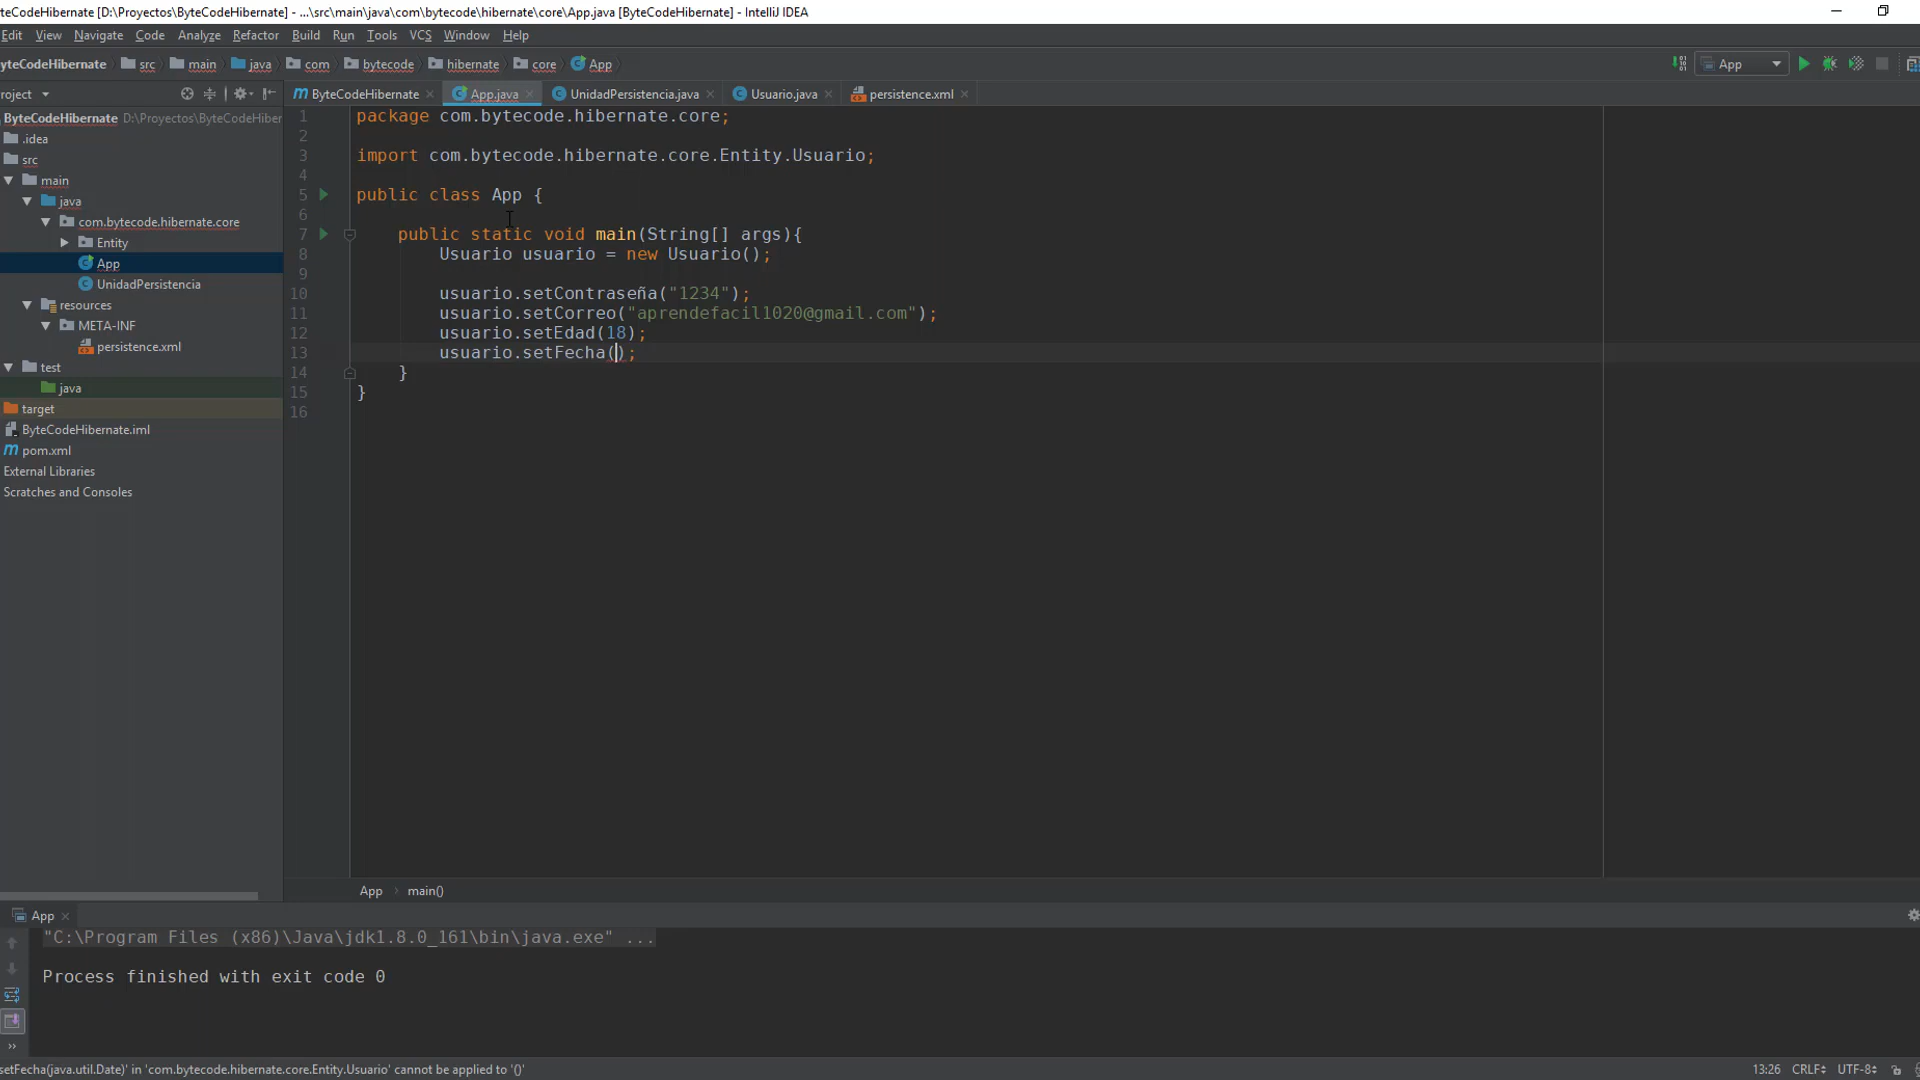 teCodeHibernate [D:\Proyectos\ByteCodeHibernate] - ...\src\main\java\com\bytecode\hibernate\core\App.java [ByteCodeHibernate] - IntelliJ IDEA
Edit View Navigate Code Analyze Refactor Build Run Tools VCS Window Help
yteCodeHibernate src main java com bytecode hibernate core App App
roject ByteCodeHibernate App.java UnidadPersistencia.java Usuario.java persistence.xml
ByteCodeHibernate D:\Proyectos\ByteCodeHiber
.idea
src
main
java
com.bytecode.hibernate.core
Entity
App
UnidadPersistencia
resources
META-INF
persistence.xml
test
java
target
ByteCodeHibernate.iml
pom.xml
External Libraries
Scratches and Consoles
1 package com.bytecode.hibernate.core;
2
3 import com.bytecode.hibernate.core.Entity.Usuario;
4
5 public class App {
6
7 public static void main(String[] args){
8 Usuario usuario = new Usuario();
9
10 usuario.setContraseña("1234");
11 usuario.setCorreo("aprendefacil1020@gmail.com");
12 usuario.setEdad(18);
13 usuario.setFecha();
14 }
15 }
16
App main()
App
"C:\Program Files (x86)\Java\jdk1.8.0_161\bin\java.exe" ...
Process finished with exit code 0
setFecha(java.util.Date)' in 'com.bytecode.hibernate.core.Entity.Usuario' cannot be applied to '()' 13:26 CRLF UTF-8